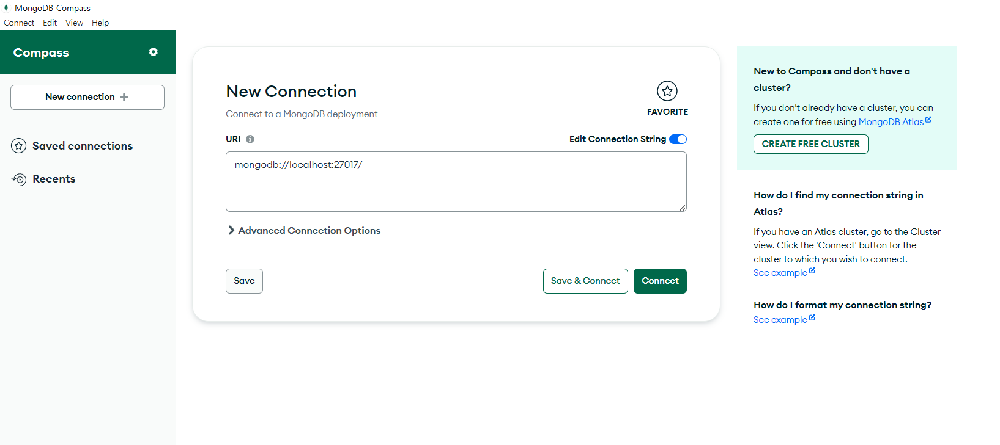 MongoDB Compass
Connect Edit View Help
Compass
New connection
Saved connections
Recents
New Connection
Connect to a MongoDB deployment
FAVORITE
URI
Edit Connection String
mongodb://localhost:27017/
Advanced Connection Options
Save
Save & Connect
Connect
New to Compass and don't have a
cluster?
If you don't already have a cluster, you can
create one for free using MongoDB Atlas
CREATE FREE CLUSTER
How do I find my connection string in
Atlas?
If you have an Atlas cluster, go to the Cluster
view. Click the 'Connect' button for the
cluster to which you wish to connect.
See example
How do I format my connection string?
See example